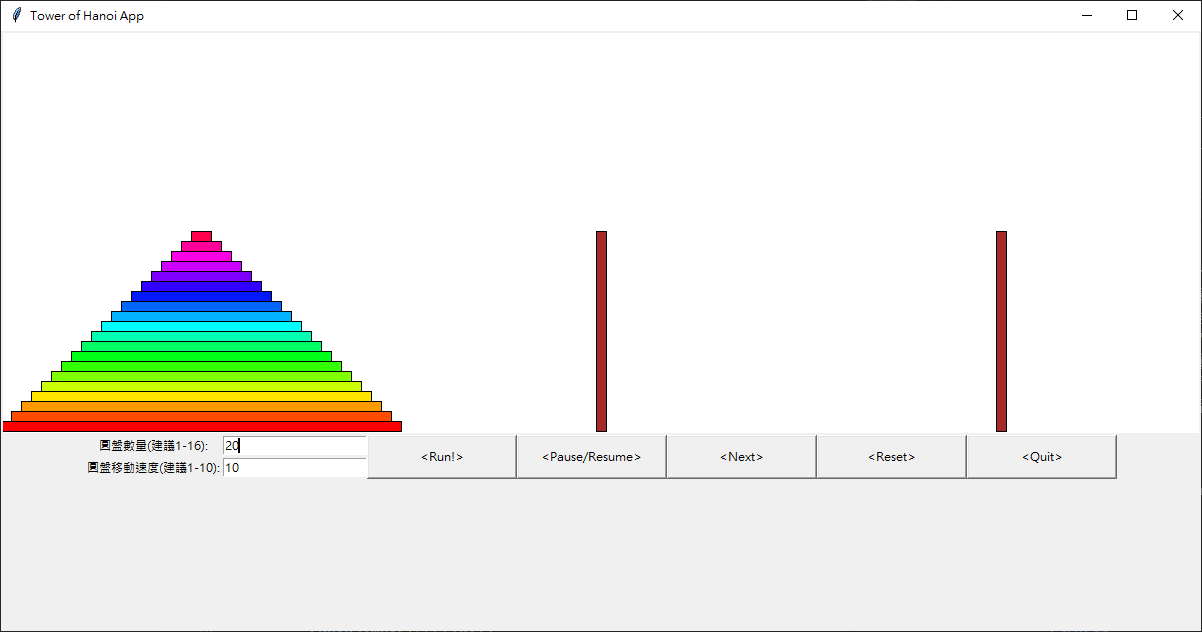 Tower of Hanoi App
圓盤數量(建議1-16): 20
圓盤移動速度(建議1-10): 10
<Run!> <Pause/Resume> <Next> <Reset> <Quit>